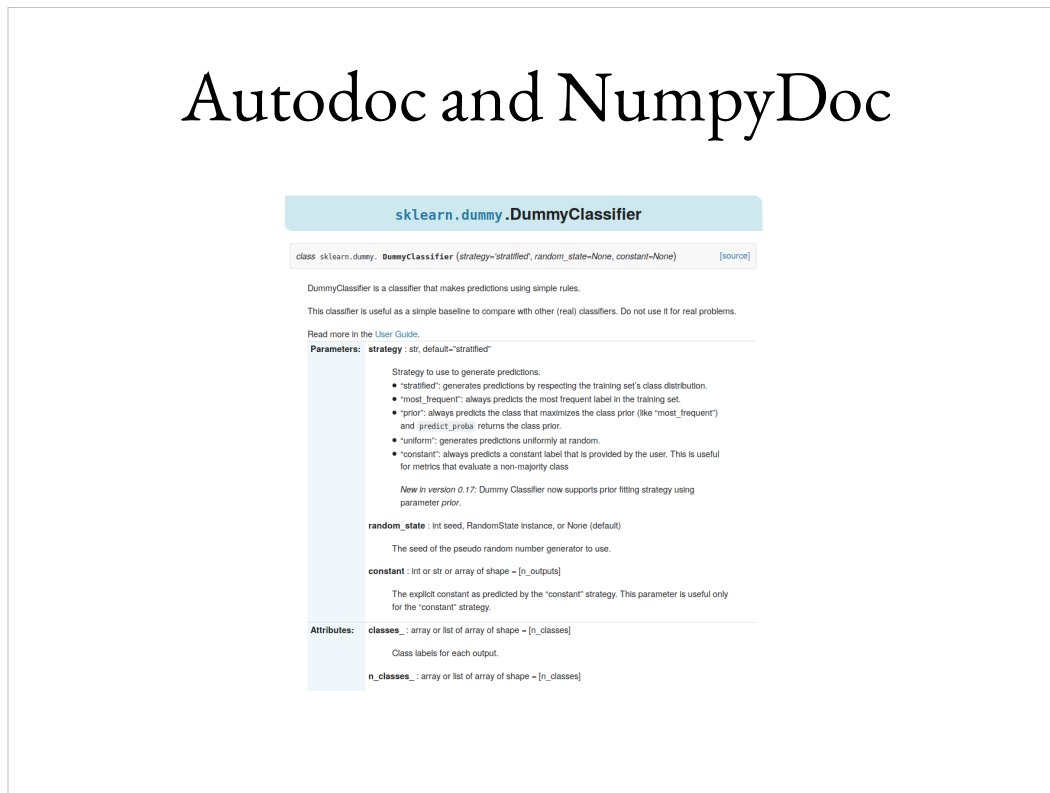 Autodoc and NumpyDoc
sklearn.dummy.DummyClassifier
class sklearn.dummy. DummyClassifier (strategy='stratified', random_state=None, constant=None) [source]
DummyClassifier is a classifier that makes predictions using simple rules.
This classifier is useful as a simple baseline to compare with other (real) classifiers. Do not use it for real problems.
Read more in the User Guide.
Parameters: strategy : str, default=”stratified”
Strategy to use to generate predictions.
● “stratified”: generates predictions by respecting the training set’s class distribution.
● “most_frequent”: always predicts the most frequent label in the training set.
● “prior”: always predicts the class that maximizes the class prior (like “most_frequent”)
and predict_proba returns the class prior.
● “uniform”: generates predictions uniformly at random.
● “constant”: always predicts a constant label that is provided by the user. This is useful
for metrics that evaluate a non-majority class
New in version 0.17: Dummy Classifier now supports prior fitting strategy using
parameter prior.
random_state : int seed, RandomState instance, or None (default)
The seed of the pseudo random number generator to use.
constant : int or str or array of shape = [n_outputs]
The explicit constant as predicted by the “constant” strategy. This parameter is useful only
for the “constant” strategy.
Attributes: classes_ : array or list of array of shape = [n_classes]
Class labels for each output.
n_classes_ : array or list of array of shape = [n_classes]